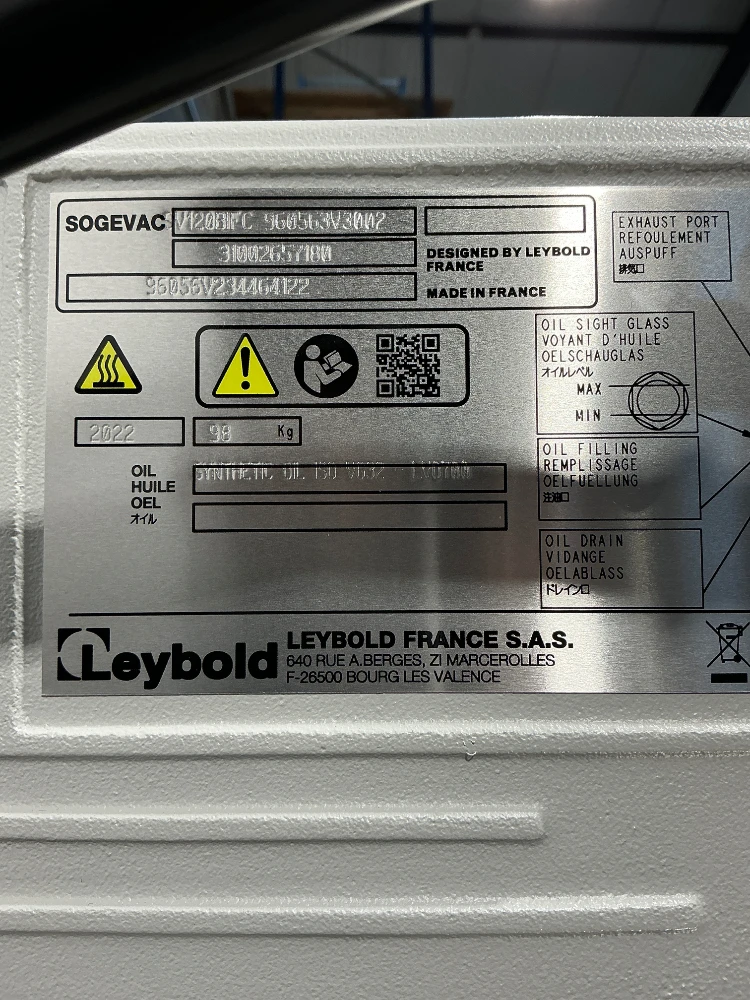 SOGEVAC SV120BIFC 960563V3002
31002657180
96056V234464122
DESIGNED BY LEYBOLD
FRANCE
MADE IN FRANCE
EXHAUST PORT
REFOULEMENT
AUSPUFF
排気口
OIL SIGHT GLASS
VOYANT D'HUILE
OELSCHAUGLAS
オイルレベル
MAX
MIN
2022
98 Kg
OIL
HUILE
OEL
オイル
SYNTHETIC OIL ISO VG32 LVO700
OIL FILLING
REMPLISSAGE
OELFUELLUNG
注油口
OIL DRAIN
VIDANGE
OELABLASS
ドレイン口
Leybold
LEYBOLD FRANCE S.A.S.
640 RUE A.BERGES, ZI MARCEROLLES
F-26500 BOURG LES VALENCE